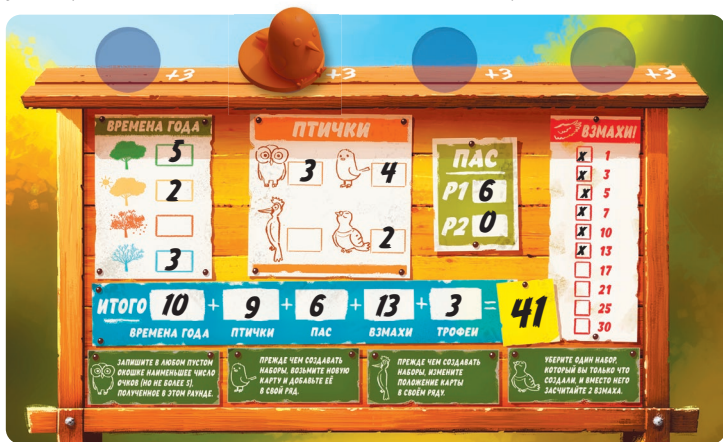 +3 +3 +3 +3
ВРЕМЕНА ГОДА
5
2
3
ПТИЧКИ
3 4
2
ПАС
P1 6
P2 0
ВЗМАХИ!
X 1
X 3
X 5
X 7
X 10
X 13
17
21
25
30
ИТОГО 10 + 9 + 6 + 13 + 3 = 41
ВРЕМЕНА ГОДА ПТИЧКИ ПАС ВЗМАХИ ТРОФЕИ
ЗАПИШИТЕ В ЛЮБОМ ПУСТОМ
ОКОШКЕ НАИМЕНЬШЕЕ ЧИСЛО
ОЧКОВ (НО НЕ БОЛЕЕ 5),
ПОЛУЧЕННОЕ В ЭТОМ РАУНДЕ.
ПРЕЖДЕ ЧЕМ СОЗДАВАТЬ
НАБОРЫ, ВОЗЬМИТЕ НОВУЮ
КАРТУ И ДОБАВЬТЕ ЕЁ
В СВОЙ РЯД.
ПРЕЖДЕ ЧЕМ СОЗДАВАТЬ
НАБОРЫ, ИЗМЕНИТЕ
ПОЛОЖЕНИЕ КАРТЫ
В СВОЁМ РЯДУ.
УБЕРИТЕ ОДИН НАБОР,
КОТОРЫЙ ВЫ ТОЛЬКО ЧТО
СОЗДАЛИ, И ВМЕСТО НЕГО
ЗАСЧИТАЙТЕ 2 ВЗМАХА.